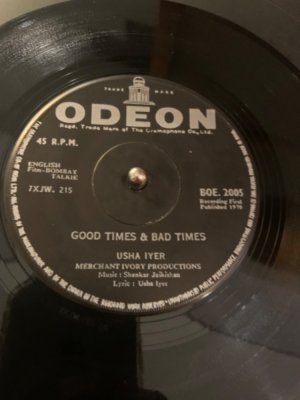 TRADE MARK
ODEON
Regd. Trade Mark of The Gramophone Co., Ltd.
45 R.P.M.
ENGLISH
Film-BOMBAY
TALKIE
7XJW. 215
BOE. 2005
Recording First
Published 1970
GOOD TIMES & BAD TIMES
USHA IYER
MERCHANT IVORY PRODUCTIONS
Music : Shankar Jaikishan
Lyric : Usha Iyer